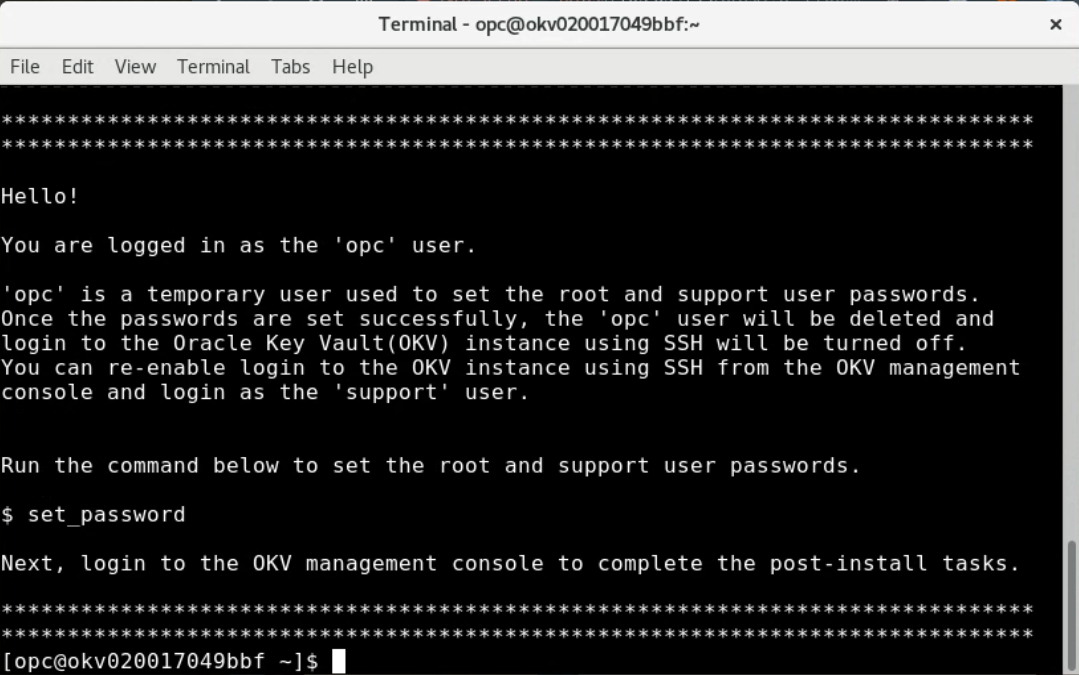 Terminal - opc@okv020017049bbf:~
×
File Edit View Terminal Tabs Help
******************************************************************************
******************************************************************************
Hello!
You are logged in as the 'opc' user.
'opc' is a temporary user used to set the root and support user passwords.
Once the passwords are set successfully, the 'opc' user will be deleted and
login to the Oracle Key Vault(OKV) instance using SSH will be turned off.
You can re-enable login to the OKV instance using SSH from the OKV management
console and login as the 'support' user.
Run the command below to set the root and support user passwords.
$ set_password
Next, login to the OKV management console to complete the post-install tasks.
******************************************************************************
******************************************************************************
[opc@okv020017049bbf ~]$